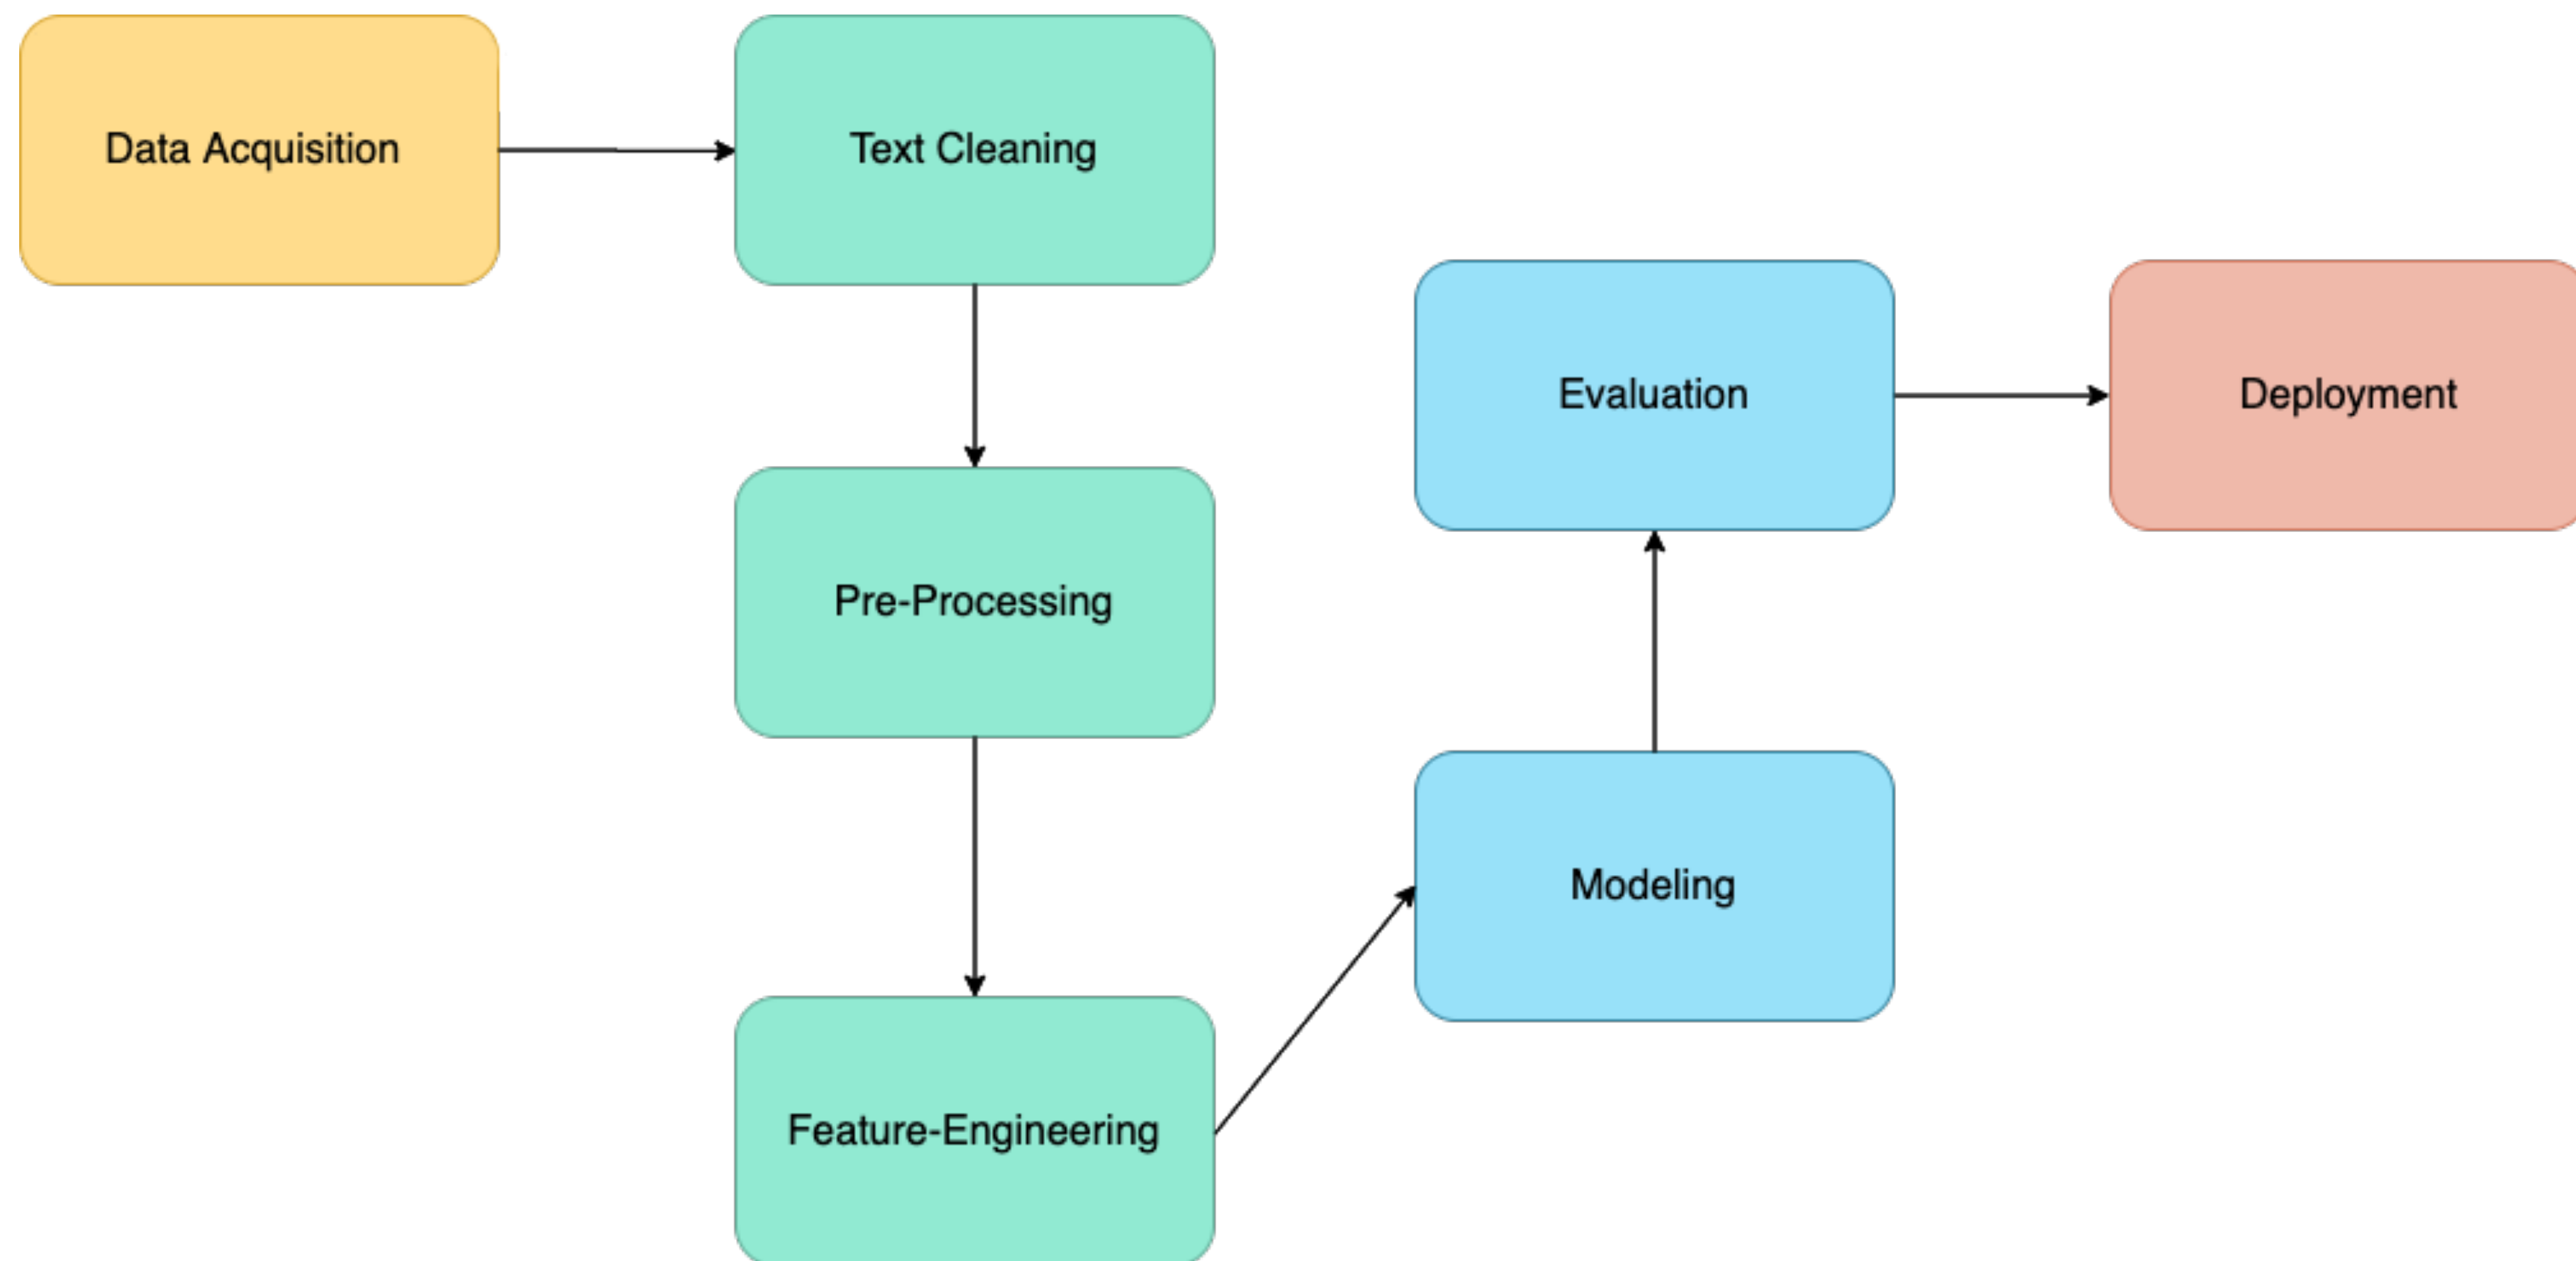 Data Acquisition
Text Cleaning
Pre-Processing
Feature-Engineering
Modeling
Evaluation
Deployment